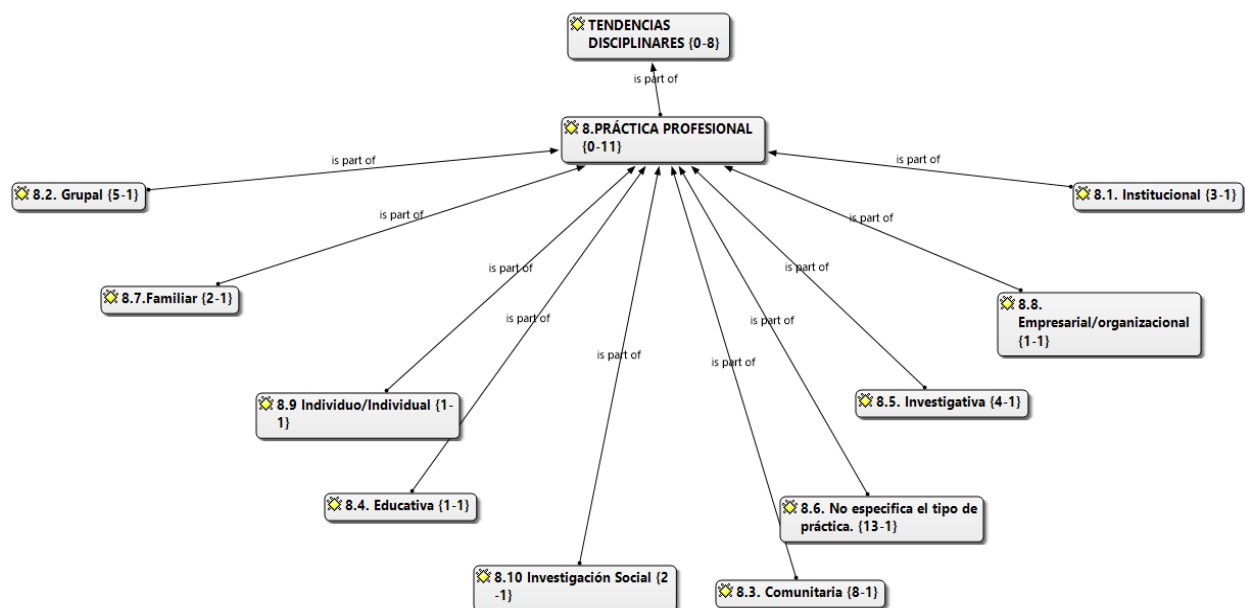 TENDENCIAS
DISCIPLINARES {0-8}
is part of
8.PRÁCTICA PROFESIONAL
{0-11}
is part of
is part of
8.2. Grupal {5-1}
8.1. Institucional {3-1}
is part of
is part of
is part of
8.7.Familiar {2-1}
8.8.
Empresarial/organizacional
{1-1}
is part of
is part of
is part of
is part of
8.9 Individuo/Individual {1-
1}
8.5. Investigativa {4-1}
8.4. Educativa {1-1}
8.6. No especifica el tipo de
práctica. {13-1}
8.10 Investigación Social {2
-1}
8.3. Comunitaria {8-1}
is part of